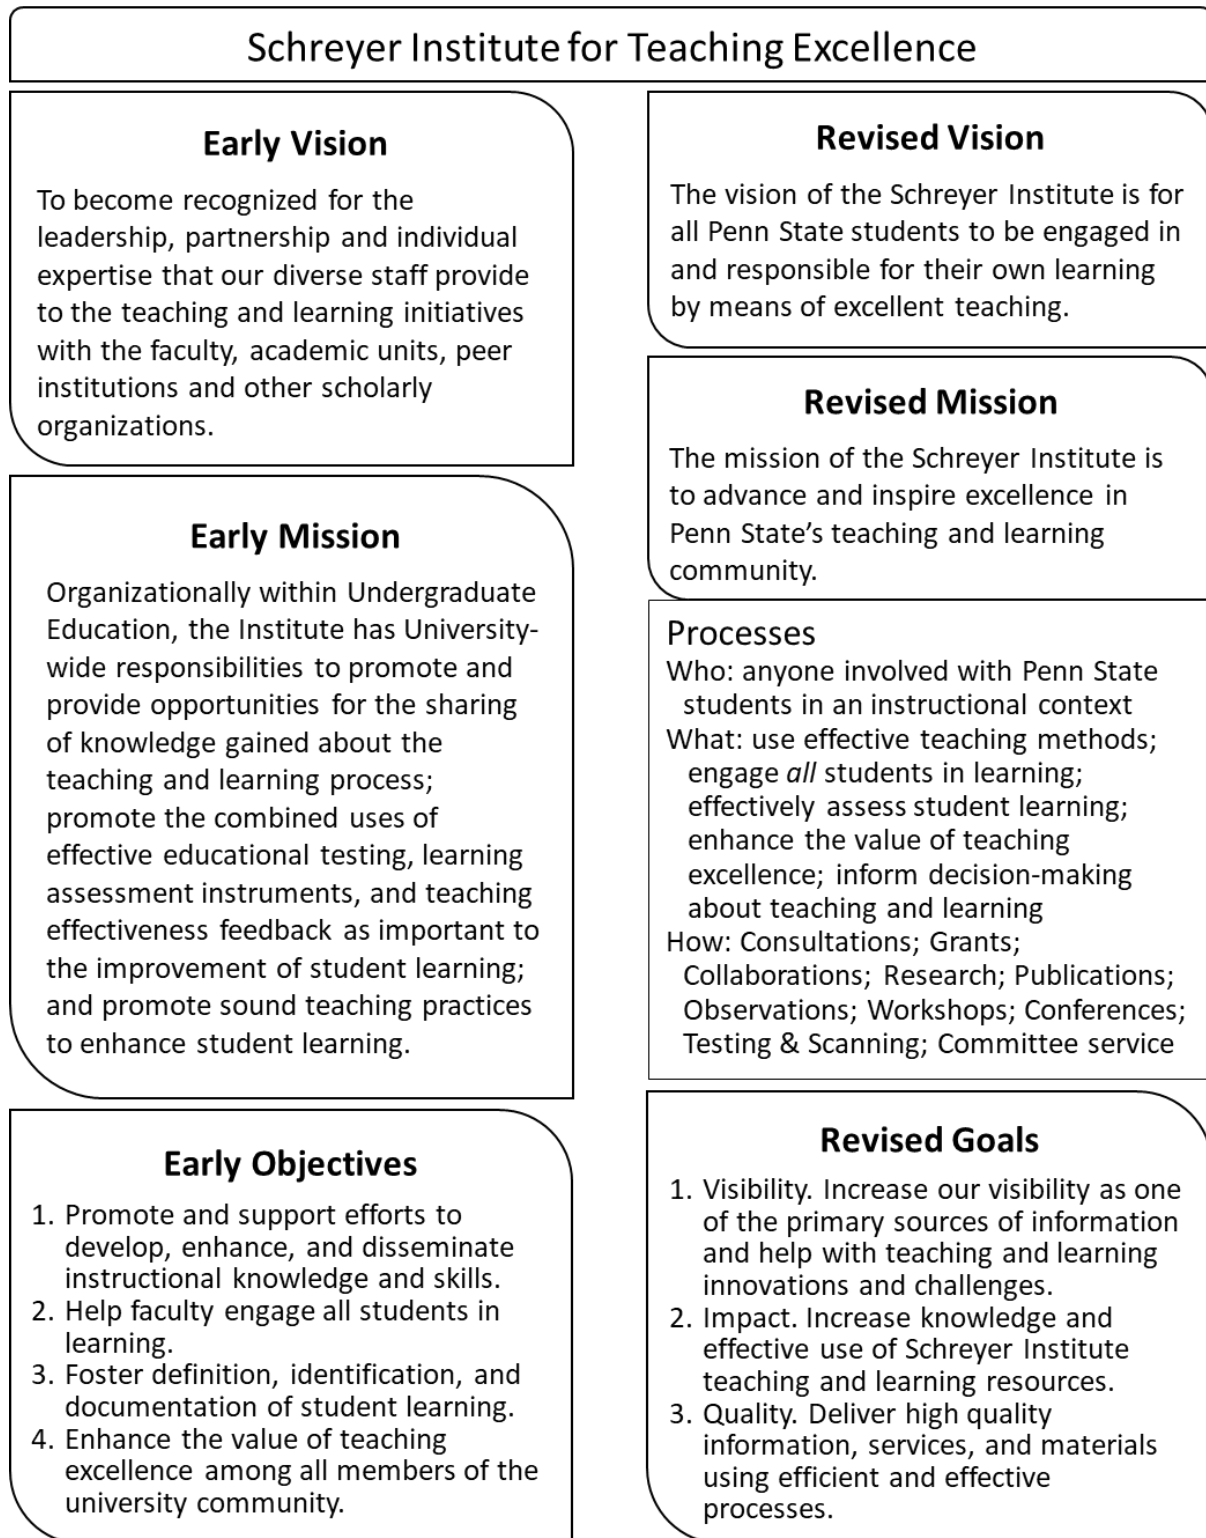 Schreyer Institute for Teaching Excellence
Early Vision
To become recognized for the
leadership, partnership and individual
expertise that our diverse staff provide
to the teaching and learning initiatives
with the faculty, academic units, peer
institutions and other scholarly
organizations.
Early Mission
Organizationally within Undergraduate
Education, the Institute has University-
wide responsibilities to promote and
provide opportunities for the sharing
of knowledge gained about the
teaching and learning process;
promote the combined uses of
effective educational testing, learning
assessment instruments, and teaching
effectiveness feedback as important to
the improvement of student learning;
and promote sound teaching practices
to enhance student learning.
Early Objectives
1. Promote and support efforts to
develop, enhance, and disseminate
instructional knowledge and skills.
2. Help faculty engage all students in
learning.
3. Foster definition, identification, and
documentation of student learning.
4. Enhance the value of teaching
excellence among all members of the
university community.
Revised Vision
The vision of the Schreyer Institute is for
all Penn State students to be engaged in
and responsible for their own learning
by means of excellent teaching.
Revised Mission
The mission of the Schreyer Institute is
to advance and inspire excellence in
Penn State’s teaching and learning
community.
Processes
Who: anyone involved with Penn State
students in an instructional context
What: use effective teaching methods;
engage all students in learning;
effectively assess student learning;
enhance the value of teaching
excellence; inform decision-making
about teaching and learning
How: Consultations; Grants;
Collaborations; Research; Publications;
Observations; Workshops; Conferences;
Testing & Scanning; Committee service
Revised Goals
1. Visibility. Increase our visibility as one
of the primary sources of information
and help with teaching and learning
innovations and challenges.
2. Impact. Increase knowledge and
effective use of Schreyer Institute
teaching and learning resources.
3. Quality. Deliver high quality
information, services, and materials
using efficient and effective
processes.